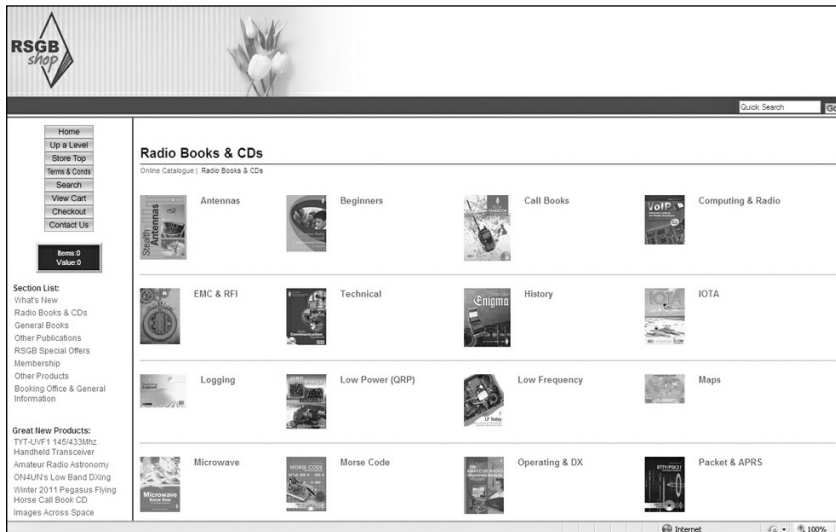 RSGB
shop
Quick Search
Go
Home
Up a Level
Store Top
Terms & Conds
Search
View Cart
Checkout
Contact Us
Items:0
Value:0
Section List:
What's New
Radio Books & CDs
General Books
Other Publications
RSGB Special Offers
Membership
Other Products
Booking Office & General
Information
Great New Products:
TYT-UVF1 145/433Mhz
Handheld Transceiver
Amateur Radio Astronomy
ON4UN's Low Band DXing
Winter 2011 Pegasus Flying
Horse Call Book CD
Images Across Space
Radio Books & CDs
Online Catalogue | Radio Books & CDs
Stealth
Antennas
Antennas
Beginners
Call Books
VoIP
Computing & Radio
EMC & RFI
Communication
Technical
Enigma
History
IOTA
IOTA
Logging
Low Power (QRP)
LF Today
Low Frequency
Maps
Microwave
Know How
Microwave
MORSE CODE
Morse Code
Operating & DX
Packet & APRS
Internet
100%